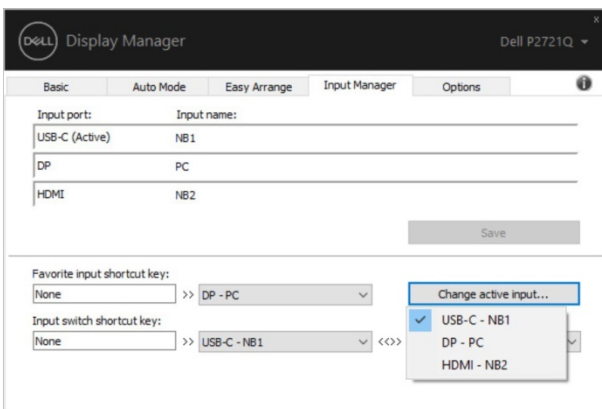 x
DELL Display Manager Dell P2721Q
Basic Auto Mode Easy Arrange Input Manager Options i
Input port: Input name:
USB-C (Active) NB1
DP PC
HDMI NB2
Save
Favorite input shortcut key:
None >> DP - PC Change active input...
Input switch shortcut key:
None >> USB-C - NB1 <<>>
USB-C - NB1
DP - PC
HDMI - NB2